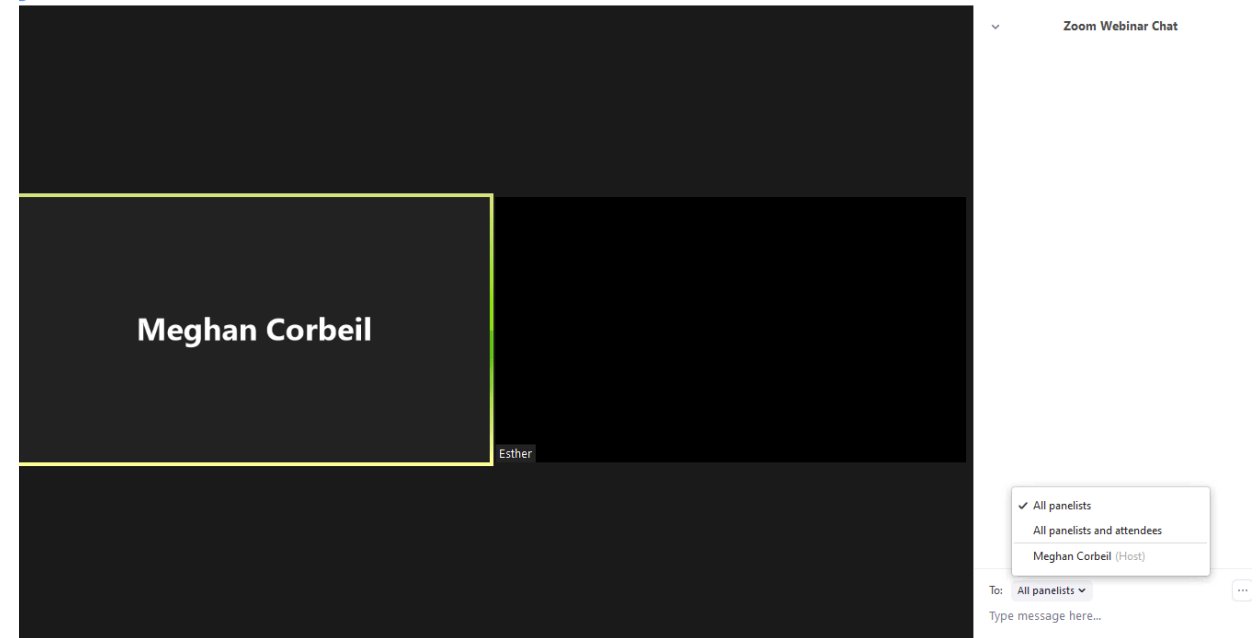 Zoom Webinar Chat
Meghan Corbeil
Esther
All panelists
All panelists and attendees
Meghan Corbeil (Host)
To: All panelists
Type message here...